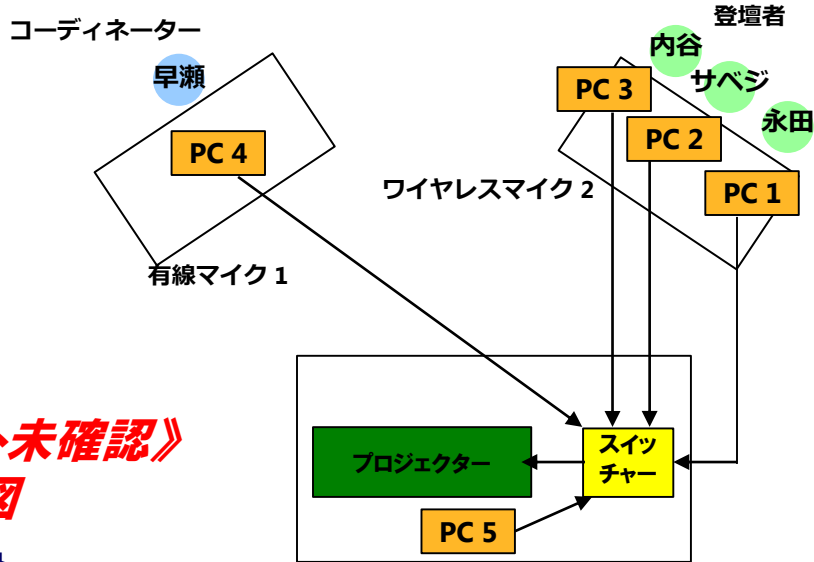 コーディネーター
登壇者
早瀬
内谷
サベジ
永田
PC 3
PC 2
PC 1
PC 4
ワイヤレスマイク 2
有線マイク 1
未確認》
図
プロジェクター
スイッ
チャー
PC 5